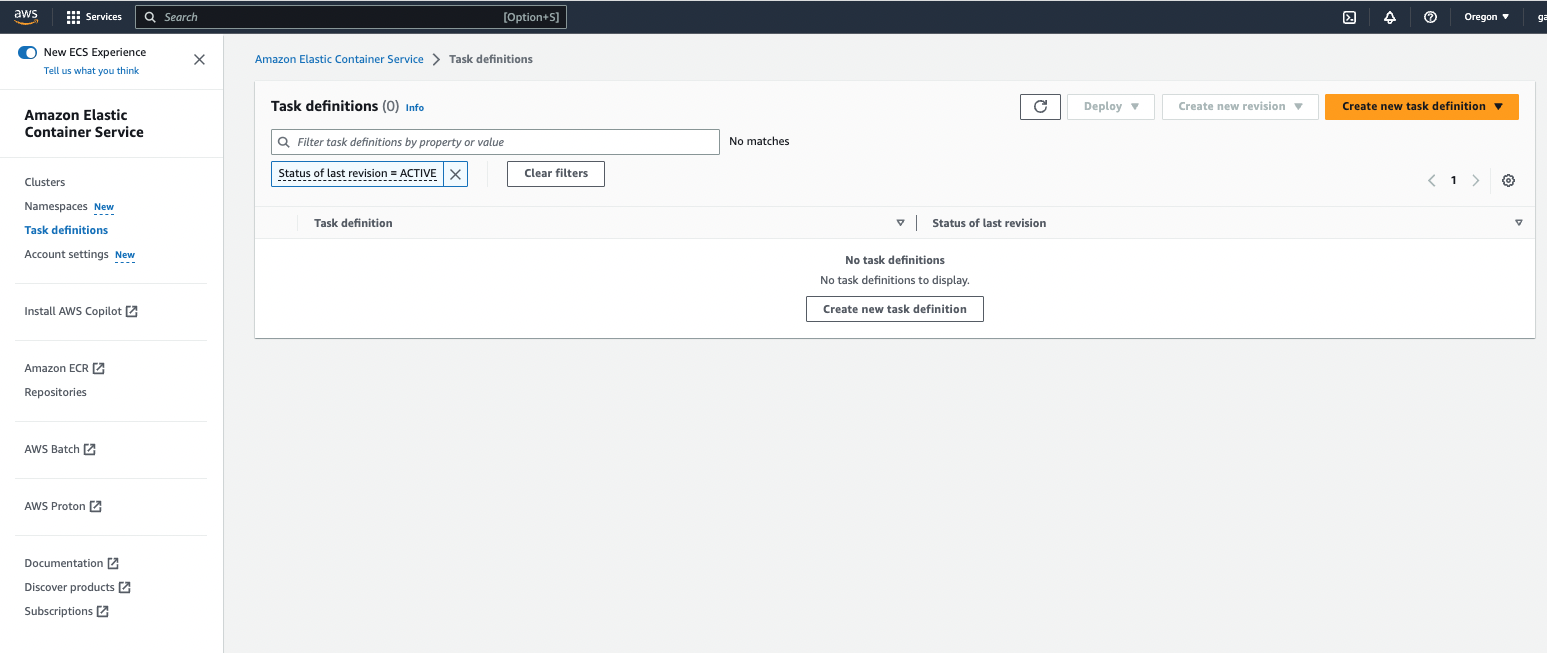 aws
Services
Search
[Option+S]
Oregon
New ECS Experience
Tell us what you think
Amazon Elastic
Container Service
Clusters
Namespaces New
Task definitions
Account settings New
Install AWS Copilot
Amazon ECR
Repositories
AWS Batch
AWS Proton
Documentation
Discover products
Subscriptions
Amazon Elastic Container Service
Task definitions
Task definitions (0) Info
Deploy
Create new revision
Create new task definition
Filter task definitions by property or value
No matches
Status of last revision = ACTIVE
Clear filters
1
Task definition
Status of last revision
No task definitions
No task definitions to display.
Create new task definition